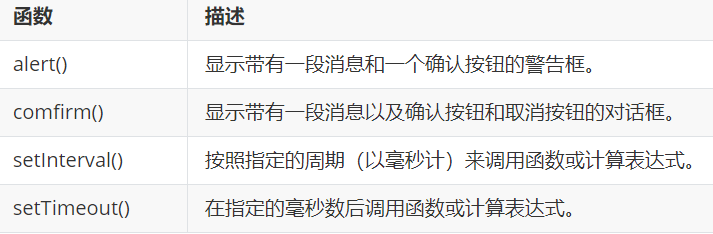 函数 描述
alert() 显示带有一段消息和一个确认按钮的警告框。
comfirm() 显示带有一段消息以及确认按钮和取消按钮的对话框。
setInterval() 按照指定的周期（以毫秒计）来调用函数或计算表达式。
setTimeout() 在指定的毫秒数后调用函数或计算表达式。